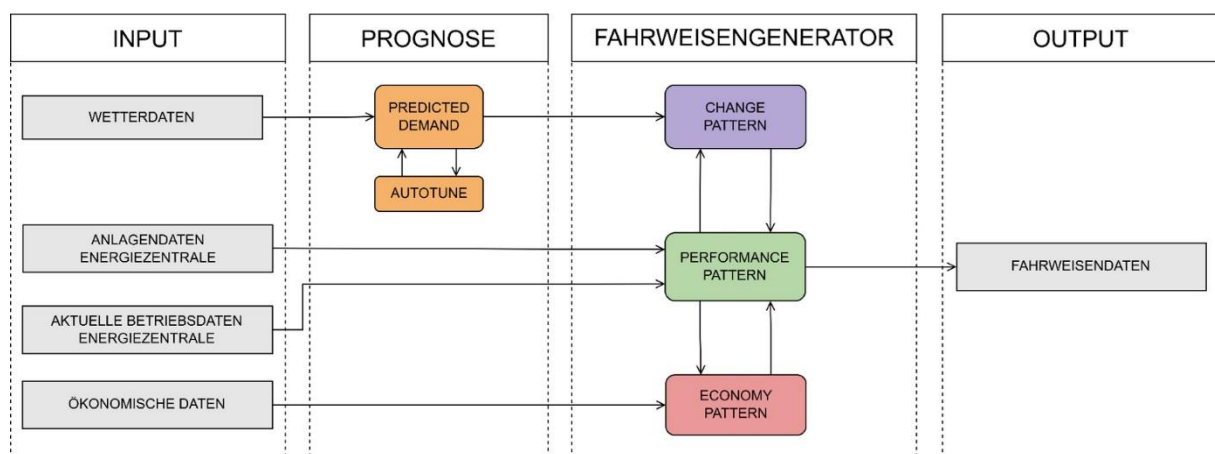 INPUT
PROGNOSE
FAHRWEISENGENERATOR
OUTPUT
WETTERDATEN
PREDICTED
DEMAND
CHANGE
PATTERN
AUTOTUNE
ANLAGENDATEN
ENERGIEZENTRALE
PERFORMANCE
PATTERN
FAHRWEISENDATEN
AKTUELLE BETRIEBSDATEN
ENERGIEZENTRALE
ÖKONOMISCHE DATEN
ECONOMY
PATTERN